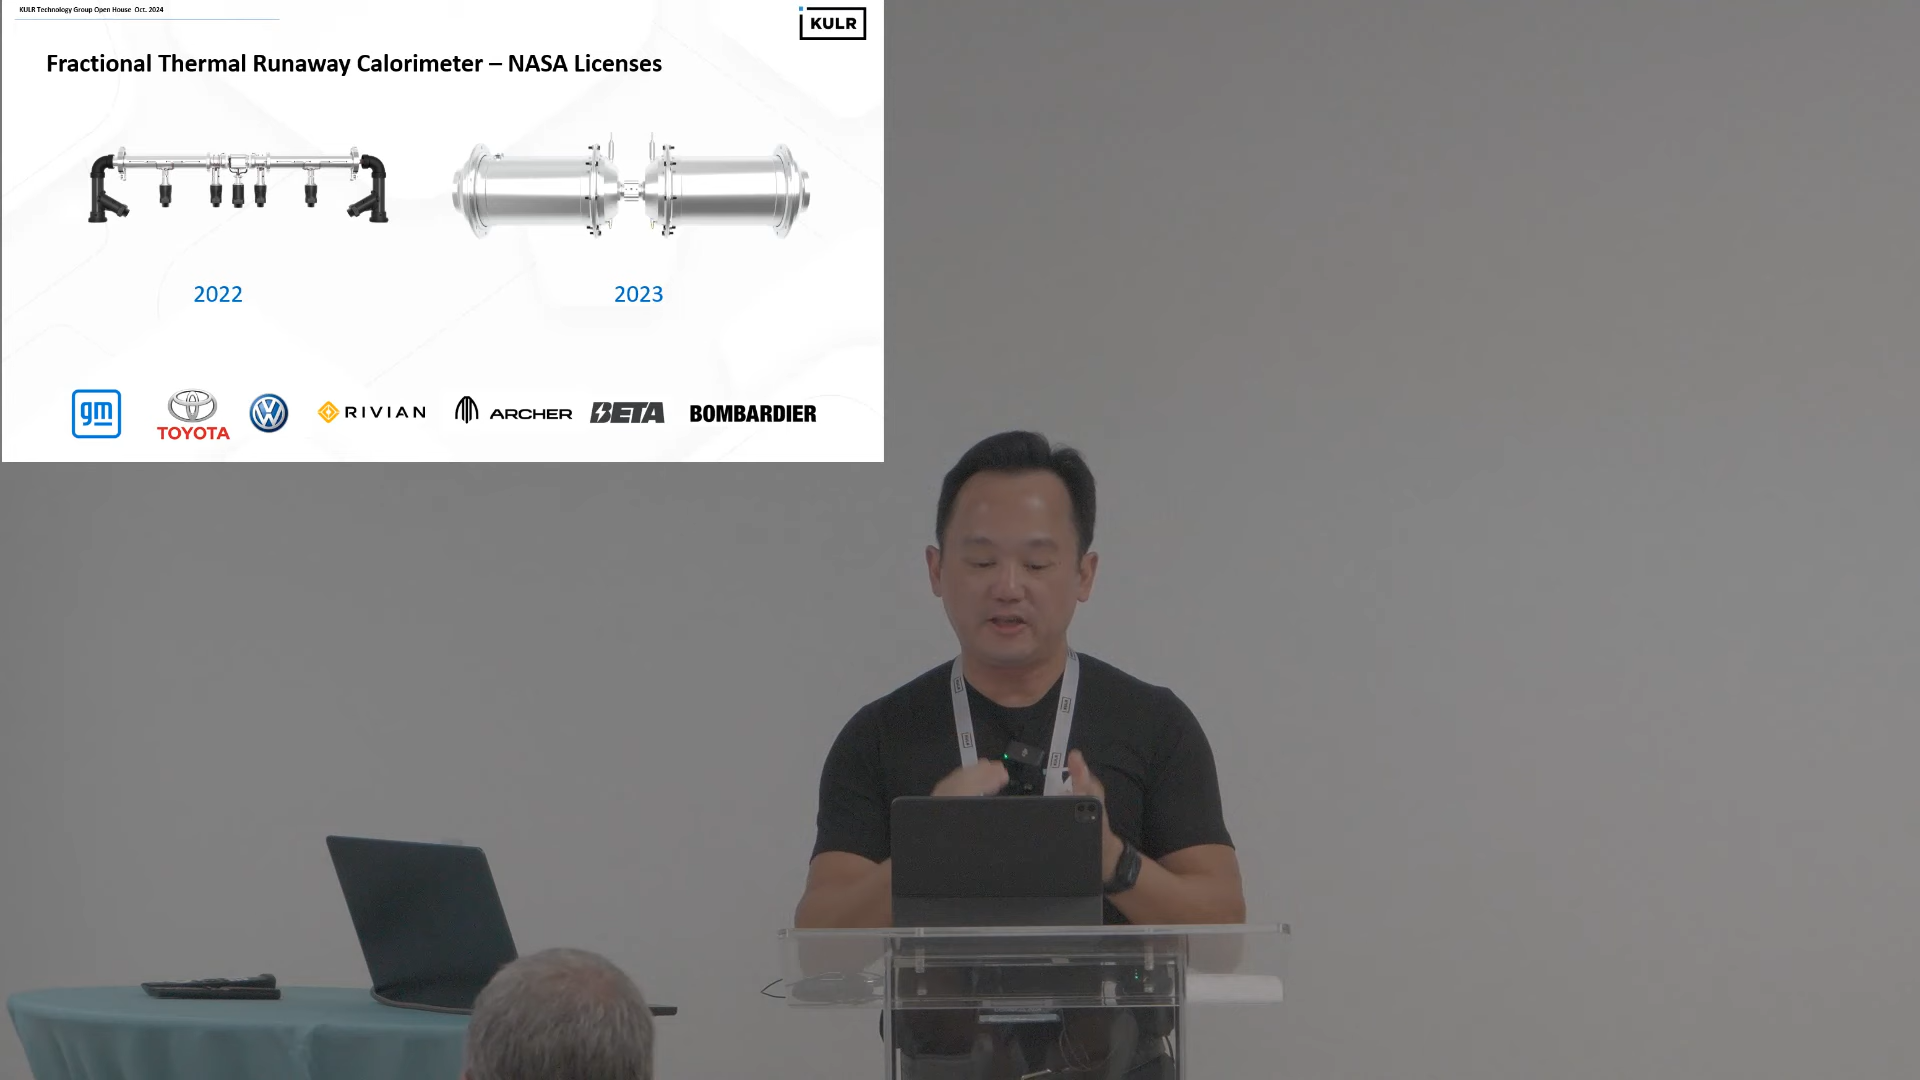 KULR Technology Group Open House Oct. 2024
KULR
Fractional Thermal Runaway Calorimeter – NASA Licenses
2022
2023
gm
TOYOTA
RIVIAN
ARCHER
BETA
BOMBARDIER